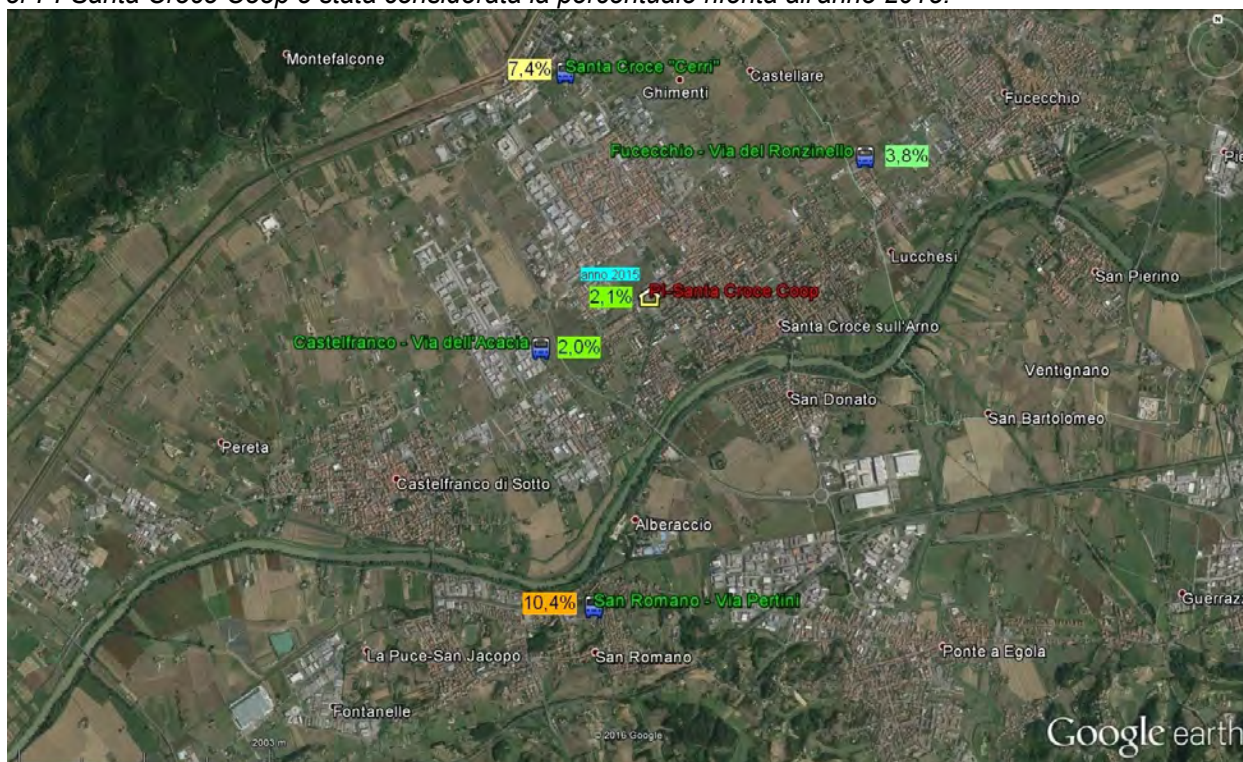 di PI-Santa Croce Coop è stata considerata la percentuale riferita all'anno 2015.
Montefalcone
7,4%
Santa Croce "Cerri"
Ghimenti
Castellare
Fucecchio
Fucecchio - Via del Ronzinello
3,8%
Pie
Lucchesi
San Pierino
anno 2015
2,1%
PI-Santa Croce Coop
Santa Croce sull'Arno
Castelfranco - Via dell'Acacia
2,0%
Ventignano
San Donato
San Bartolomeo
Pereta
Castelfranco di Sotto
Alberaccio
10,4%
San Romano - Via Pertini
Guerrazz
La Puce-San Jacopo
San Romano
Ponte a Egola
Fontanelle
2003 m
© 2016 Google
Google earth